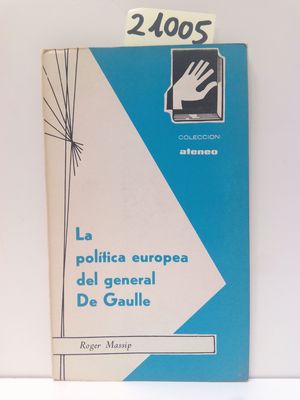 21005
COLECCION
ateneo
La
política europea
del general
De Gaulle
Roger Massip